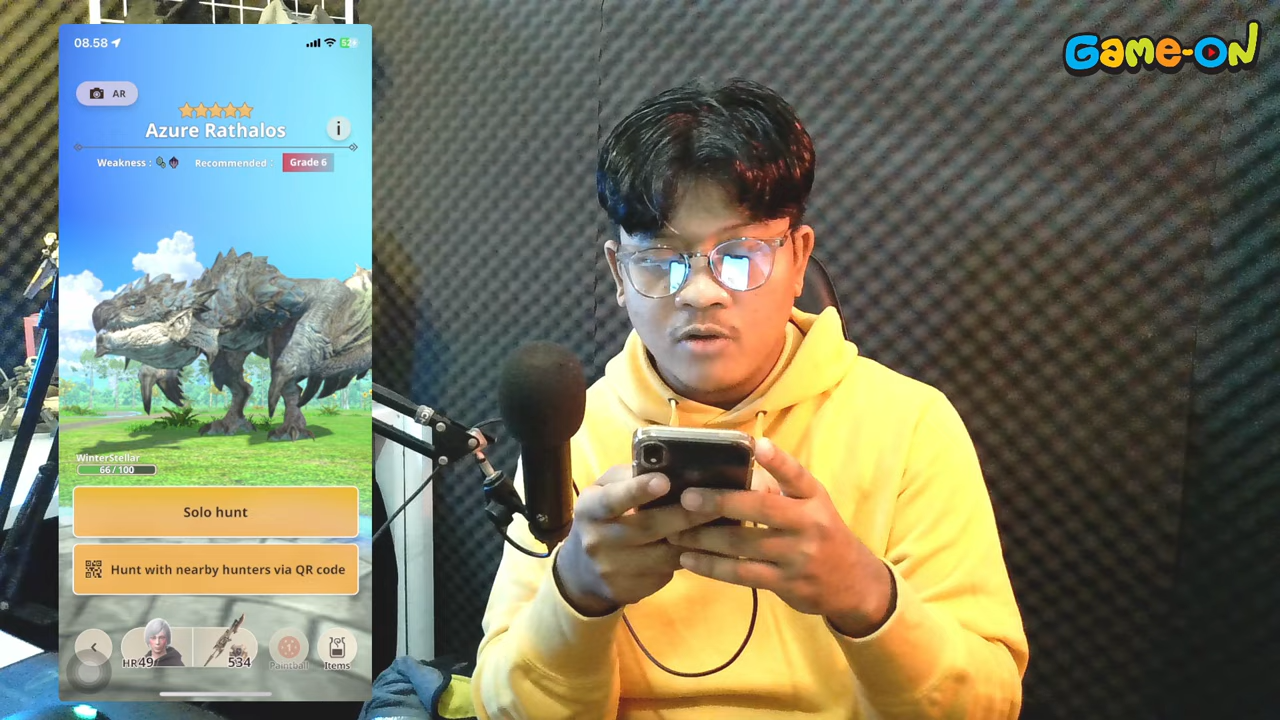 08.58
52
AR
Azure Rathalos
i
Weakness : Recommended : Grade 6
WinterStellar
66 / 100
Solo hunt
Hunt with nearby hunters via QR code
HR49
534
Paintball
Items
GAME-ON